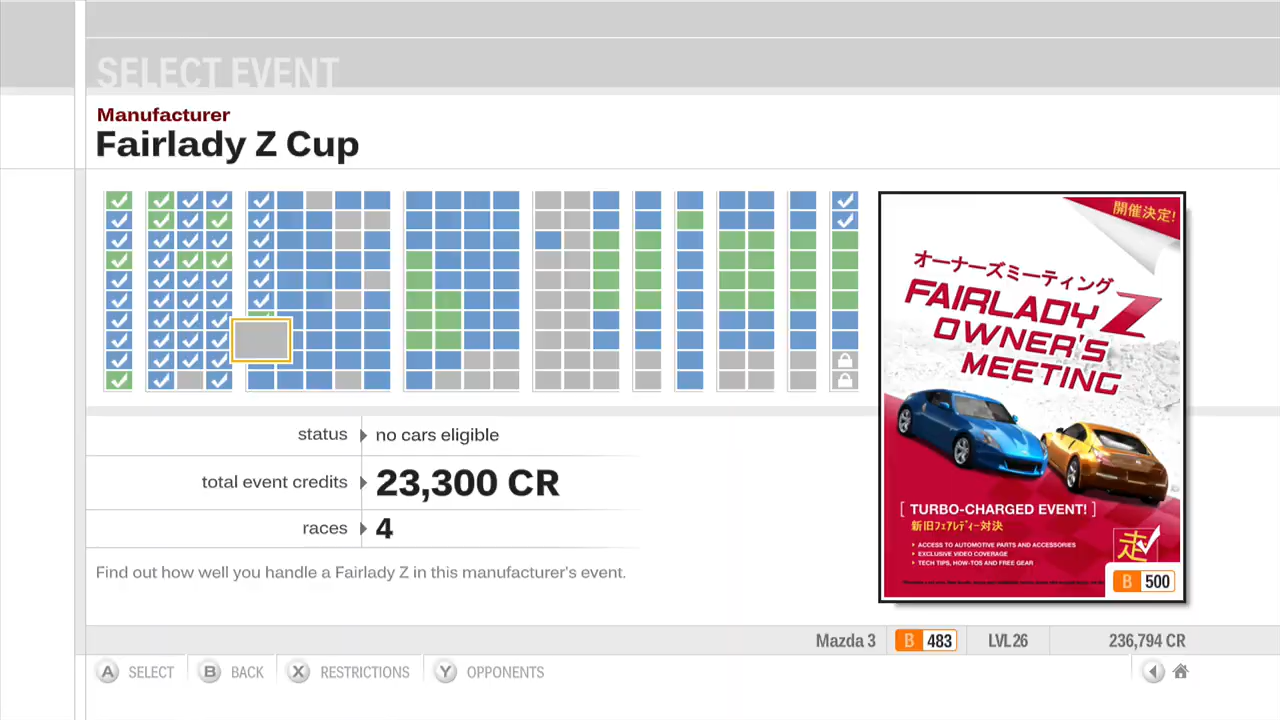 SELECT EVENT
Manufacturer
Fairlady Z Cup
開催決定!
オーナーズミーティング
FAIRLADY Z
OWNER'S
MEETING
[ TURBO-CHARGED EVENT! ]
新旧フェアレディー対決
ACCESS TO AUTOMOTIVE PARTS AND ACCESSORIES
EXCLUSIVE VIDEO COVERAGE
TECH TIPS, HOW-TOS AND FREE GEAR
走
B 500
status no cars eligible
total event credits 23,300 CR
races 4
Find out how well you handle a Fairlady Z in this manufacturer's event.
Mazda 3 B 483 LVL26 236,794 CR
A SELECT B BACK X RESTRICTIONS Y OPPONENTS